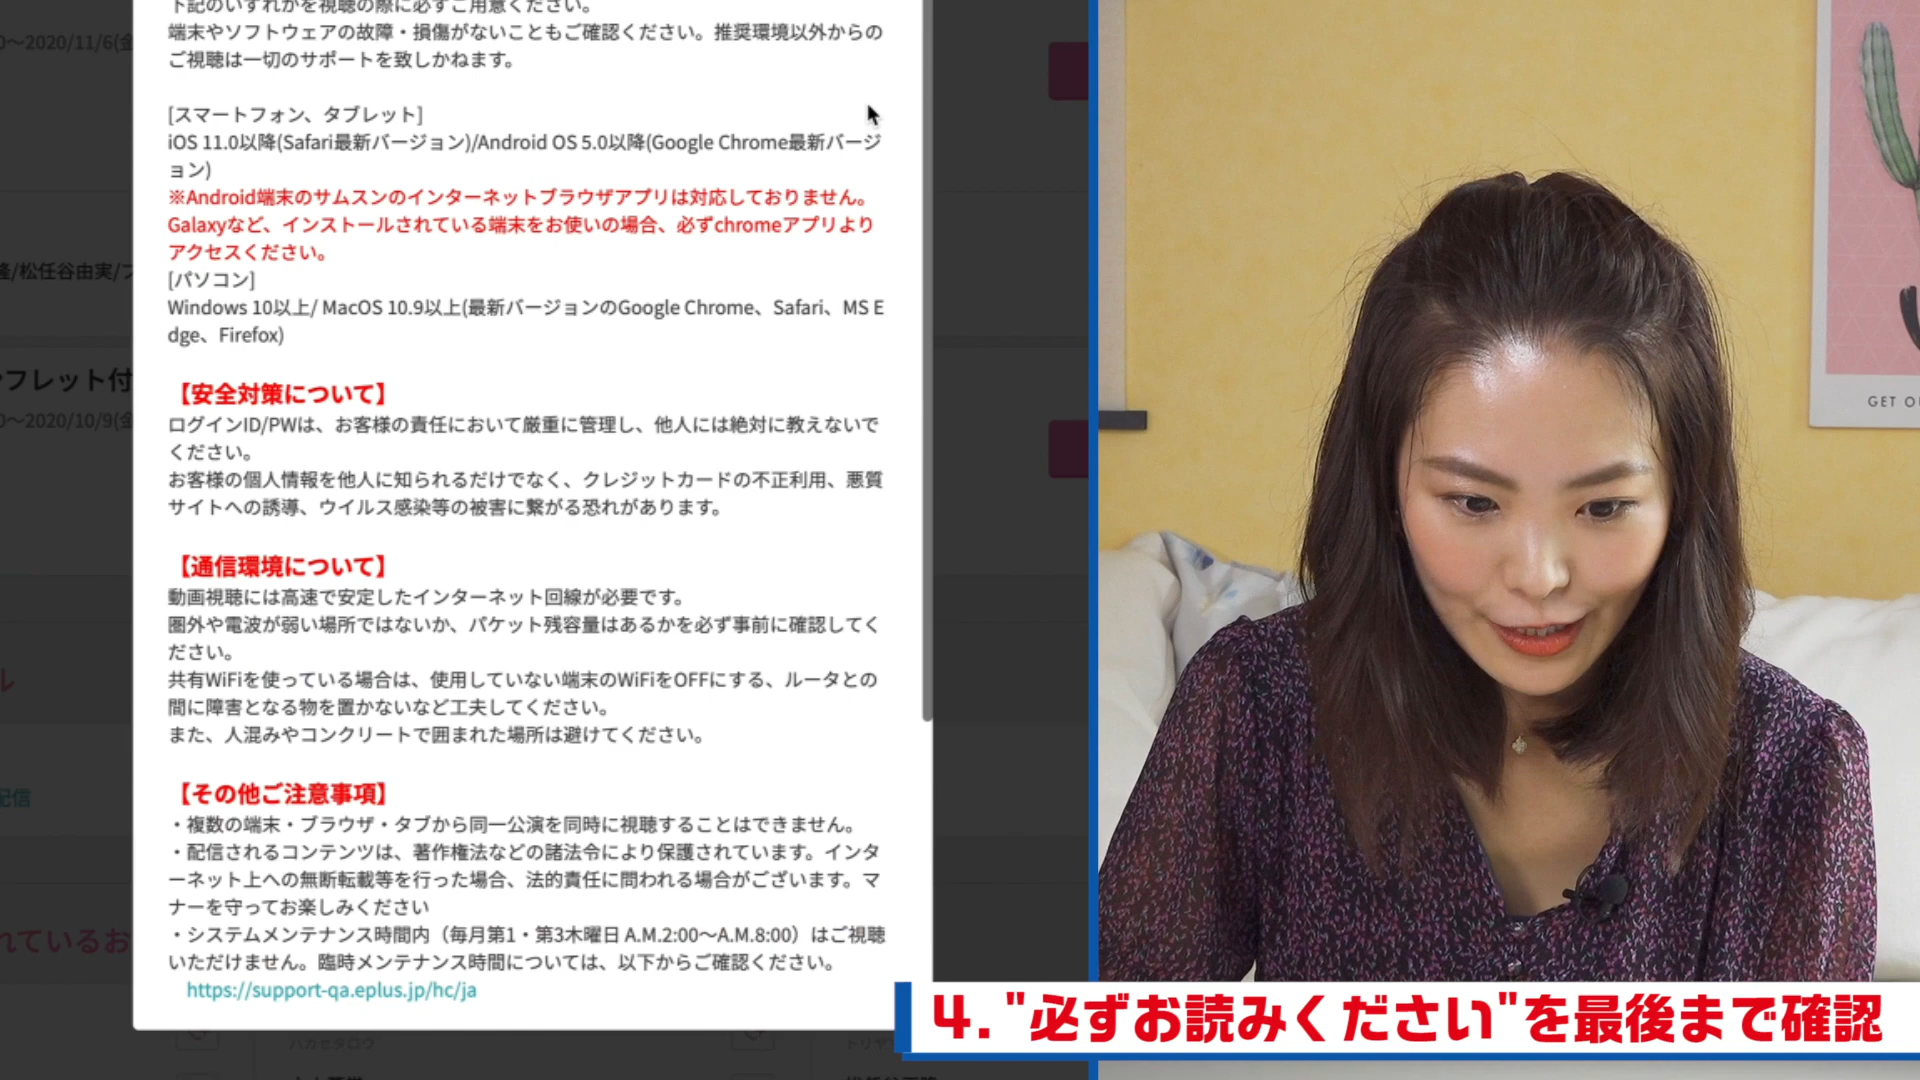 下記のいずれかを視聴の際に必ずご用意ください。
端末やソフトウェアの故障・損傷がないこともご確認ください。推奨環境以外からの
ご視聴は一切のサポートを致しかねます。
[スマートフォン、タブレット]
iOS 11.0以降(Safari最新バージョン)/Android OS 5.0以降(Google Chrome最新バージ
ョン)
※Android端末のサムスンのインターネットブラウザアプリは対応しておりません。
Galaxyなど、インストールされている端末をお使いの場合、必ずchromeアプリより
アクセスください。
[パソコン]
Windows 10以上/ MacOS 10.9以上(最新バージョンのGoogle Chrome、Safari、MS E
dge、Firefox)
【安全対策について】
ログインID/PWは、お客様の責任において厳重に管理し、他人には絶対に教えないで
ください。
お客様の個人情報を他人に知られるだけでなく、クレジットカードの不正利用、悪質
サイトへの誘導、ウイルス感染等の被害に繋がる恐れがあります。
【通信環境について】
動画視聴には高速で安定したインターネット回線が必要です。
圏外や電波が弱い場所ではないか、パケット残容量はあるかを必ず事前に確認してく
ださい。
共有WiFiを使っている場合は、使用していない端末のWiFiをOFFにする、ルータとの
間に障害となる物を置かないなど工夫してください。
また、人混みやコンクリートで囲まれた場所は避けてください。
【その他ご注意事項】
・複数の端末・ブラウザ・タブから同一公演を同時に視聴することはできません。
・配信されるコンテンツは、著作権法などの諸法令により保護されています。インタ
ーネット上への無断転載等を行った場合、法的責任に問われる場合がございます。マ
ナーを守ってお楽しみください
・システムメンテナンス時間内（毎月第1・第3木曜日 A.M.2:00〜A.M.8:00）はご視聴
いただけません。臨時メンテナンス時間については、以下からご確認ください。
https://support-qa.eplus.jp/hc/ja
0〜2020/11/6(金
隆/松任谷由実/フ
ンフレット付
0〜2020/10/9(金
ル
配信
れているお
GET O
4."必ずお読みください"を最後まで確認